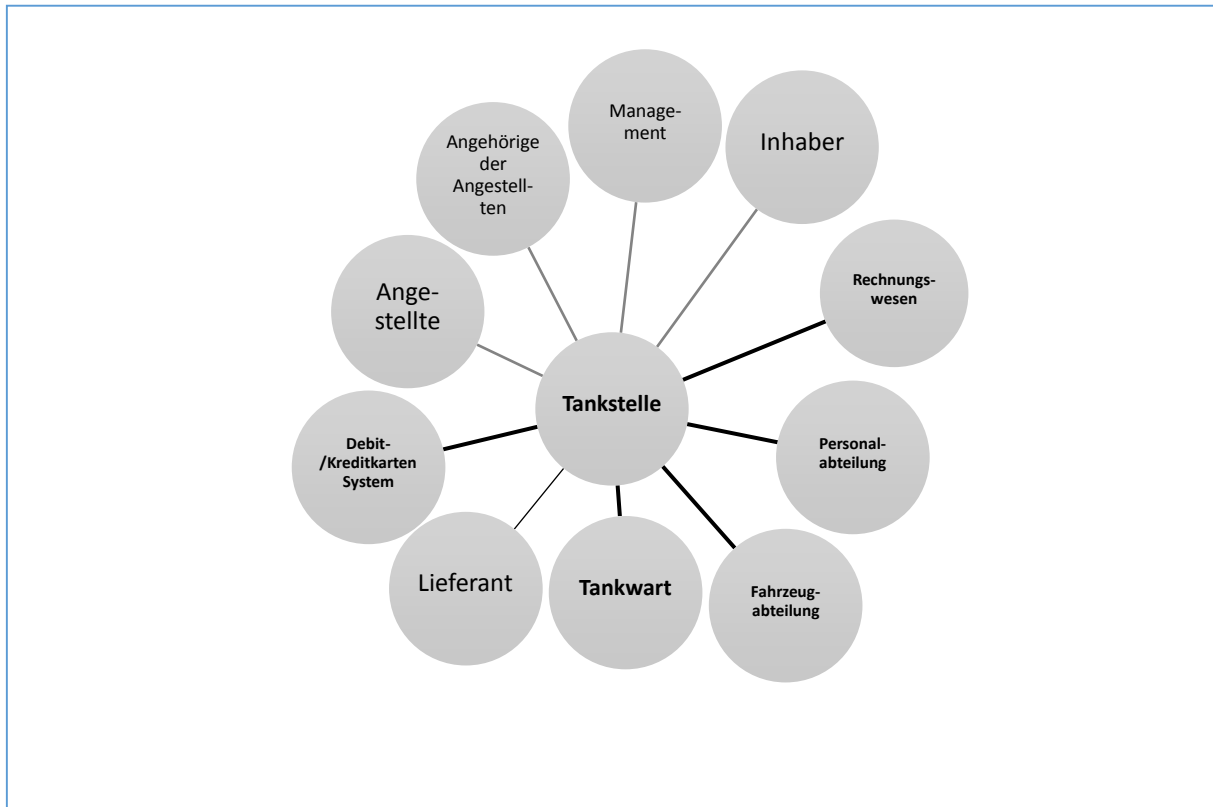 Manage-
ment
Inhaber
Angehörige
der
Angestell-
ten
Rechnungs-
wesen
Ange-
stellte
Tankstelle
Personal-
abteilung
Debit-
/Kreditkarten
System
Lieferant
Tankwart
Fahrzeug-
abteilung